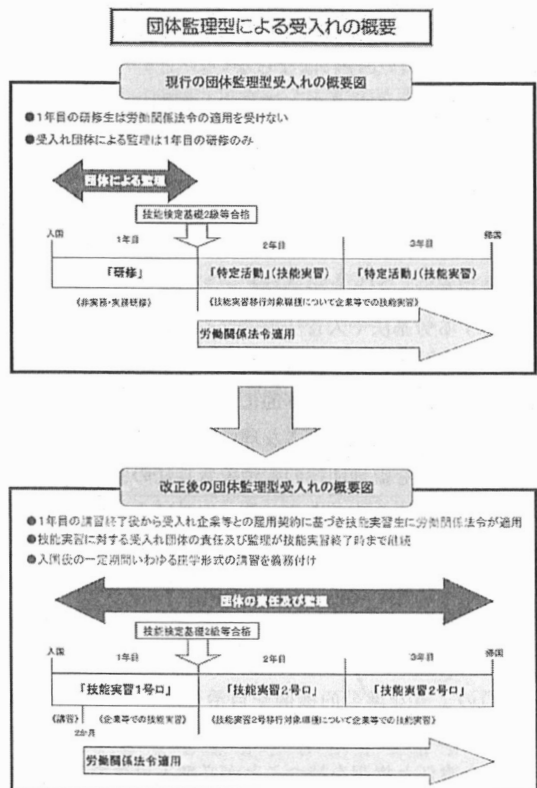 団体監理型による受入れの概要
現行の団体監理型受入れの概要図
●1年目の研修生は労働関係法令の適用を受けない
●受入れ団体による監理は1年目の研修のみ
団体による監理
技能検定基礎2級等合格
入国 1年目 2年目 3年目 帰国
「研修」 「特定活動」(技能実習) 「特定活動」(技能実習)
《非実務・実務研修》 《技能実習移行対象職種について企業等での技能実習》
労働関係法令適用
改正後の団体監理型受入れの概要図
●1年目の講習終了後から受入れ企業等との雇用契約に基づき技能実習生に労働関係法令が適用
●技能実習に対する受入れ団体の責任及び監理が技能実習終了時まで継続
●入国後の一定期間いわゆる座学形式の講習を義務付け
団体の責任及び監理
技能検定基礎2級等合格
入国 1年目 2年目 3年目 帰国
「技能実習1号ロ」 「技能実習2号ロ」 「技能実習2号ロ」
《講習》 《企業等での技能実習》 《技能実習2号移行対象職種について企業等での技能実習》
2か月
労働関係法令適用